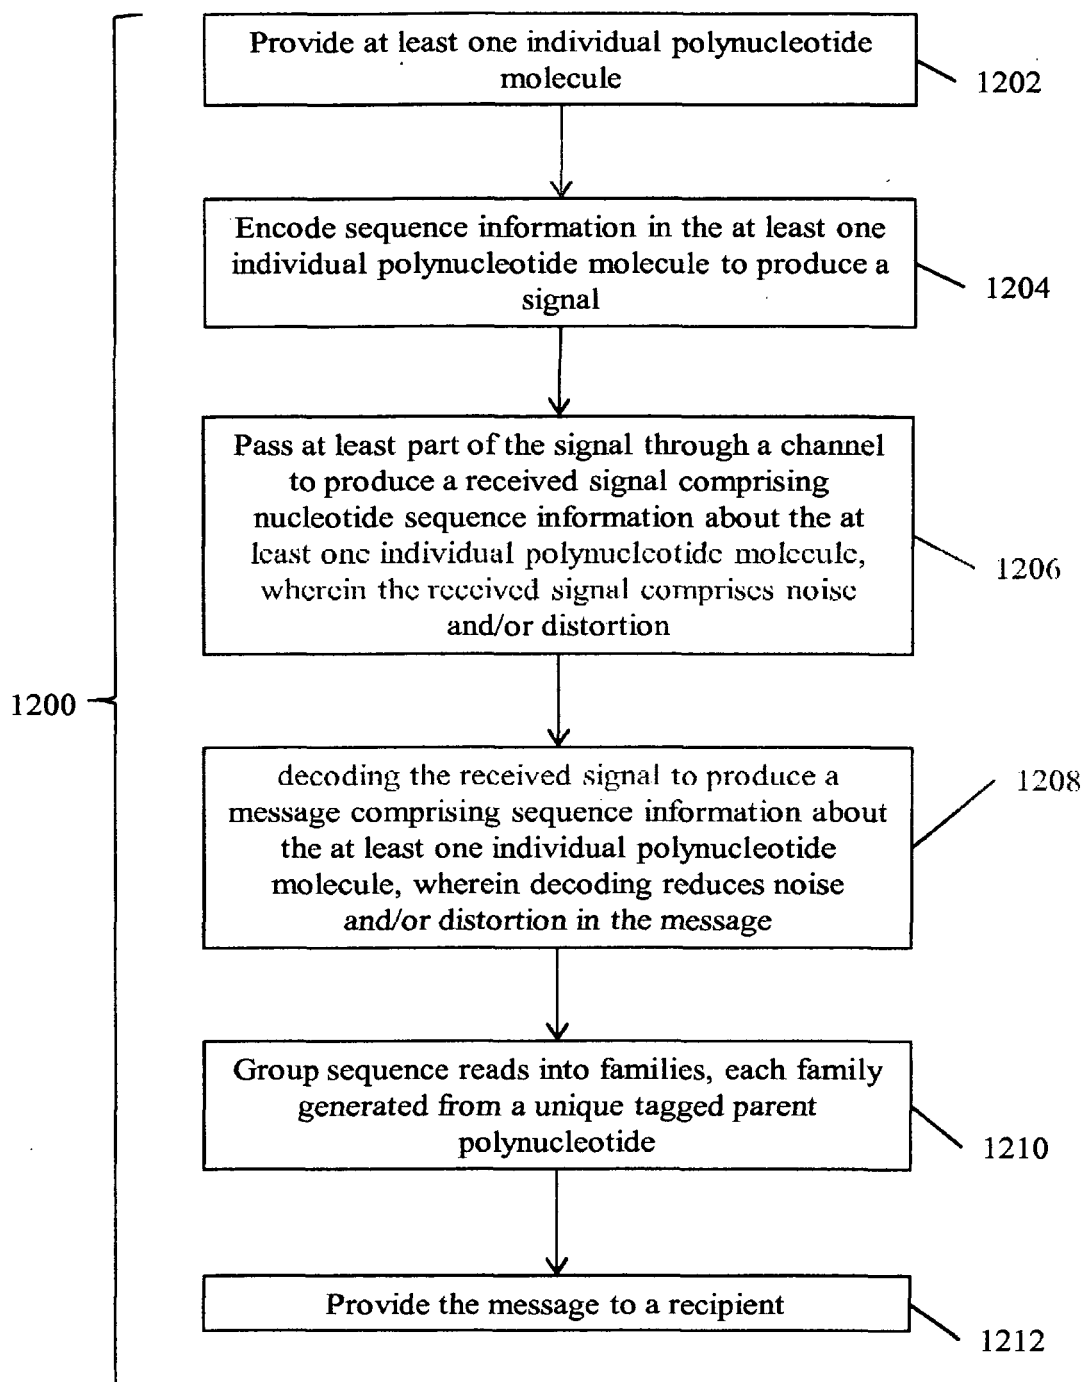 Provide at least one individual polynucleotide
molecule
1202
Encode sequence information in the at least one
individual polynucleotide molecule to produce a
signal
1204
Pass at least part of the signal through a channel
to produce a received signal comprising
nucleotide sequence information about the at
least one individual polynucleotide molecule,
wherein the received signal comprises noise
and/or distortion
1206
1200
decoding the received signal to produce a
message comprising sequence information about
the at least one individual polynucleotide
molecule, wherein decoding reduces noise
and/or distortion in the message
1208
Group sequence reads into families, each family
generated from a unique tagged parent
polynucleotide
1210
Provide the message to a recipient
1212